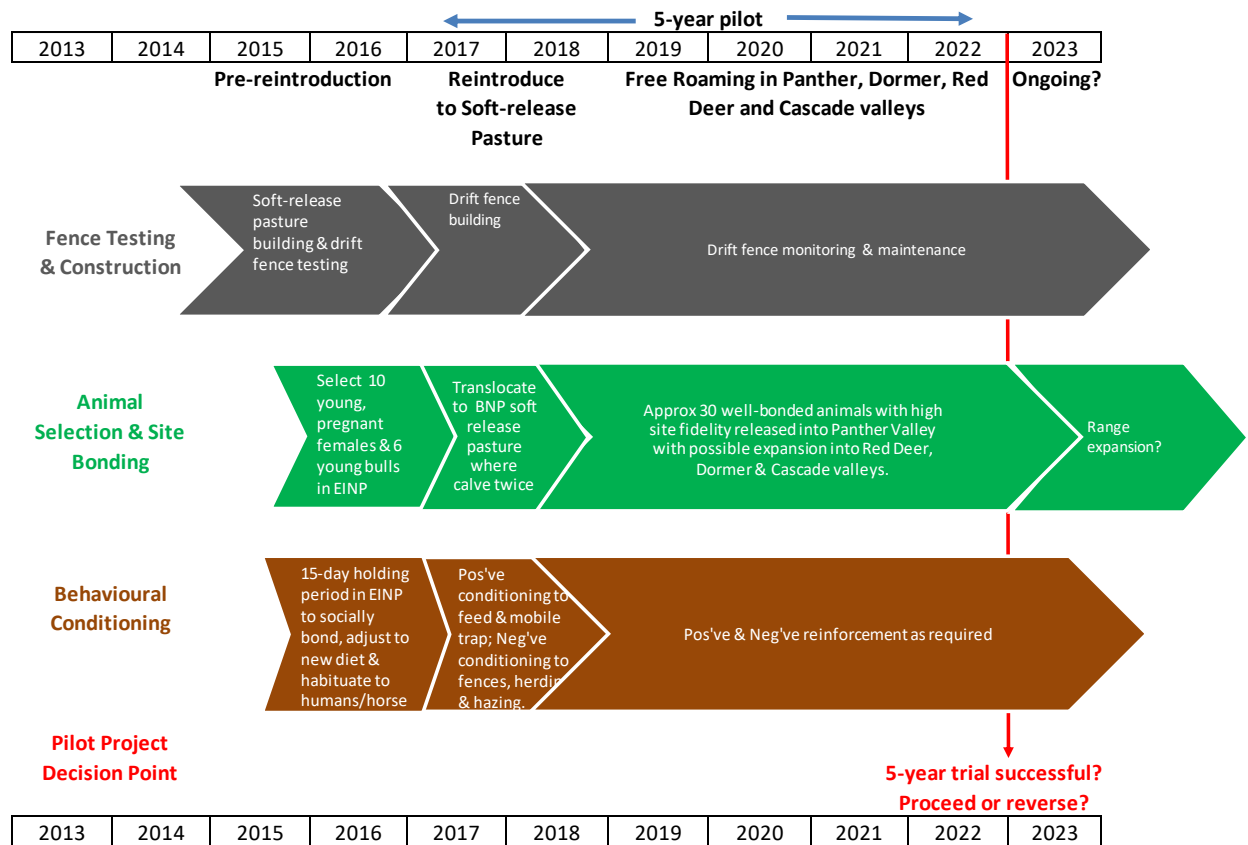 5-year pilot
2013 2014 2015 2016 2017 2018 2019 2020 2021 2022 2023
Pre-reintroduction
Reintroduce
to Soft-release
Pasture
Free Roaming in Panther, Dormer, Red
Deer and Cascade valleys
Ongoing?
Fence Testing
& Construction
Soft-release
pasture
building & drift
fence testing
Drift fence
building
Drift fence monitoring & maintenance
Animal
Selection & Site
Bonding
Select 10
young,
pregnant
females & 6
young bulls
in EINP
Translocate
to BNP soft
release
pasture
where
calve twice
Approx 30 well-bonded animals with high
site fidelity released into Panther Valley
with possible expansion into Red Deer,
Dormer & Cascade valleys.
Range
expansion?
Behavioural
Conditioning
15-day holding
period in EINP
to socially
bond, adjust to
new diet &
habituate to
humans/horse
Pos've
conditioning to
feed & mobile
trap; Neg've
conditioning to
fences, herdin
& hazing.
Pos've & Neg've reinforcement as required
Pilot Project
Decision Point
5-year trial successful?
Proceed or reverse?
2013 2014 2015 2016 2017 2018 2019 2020 2021 2022 2023